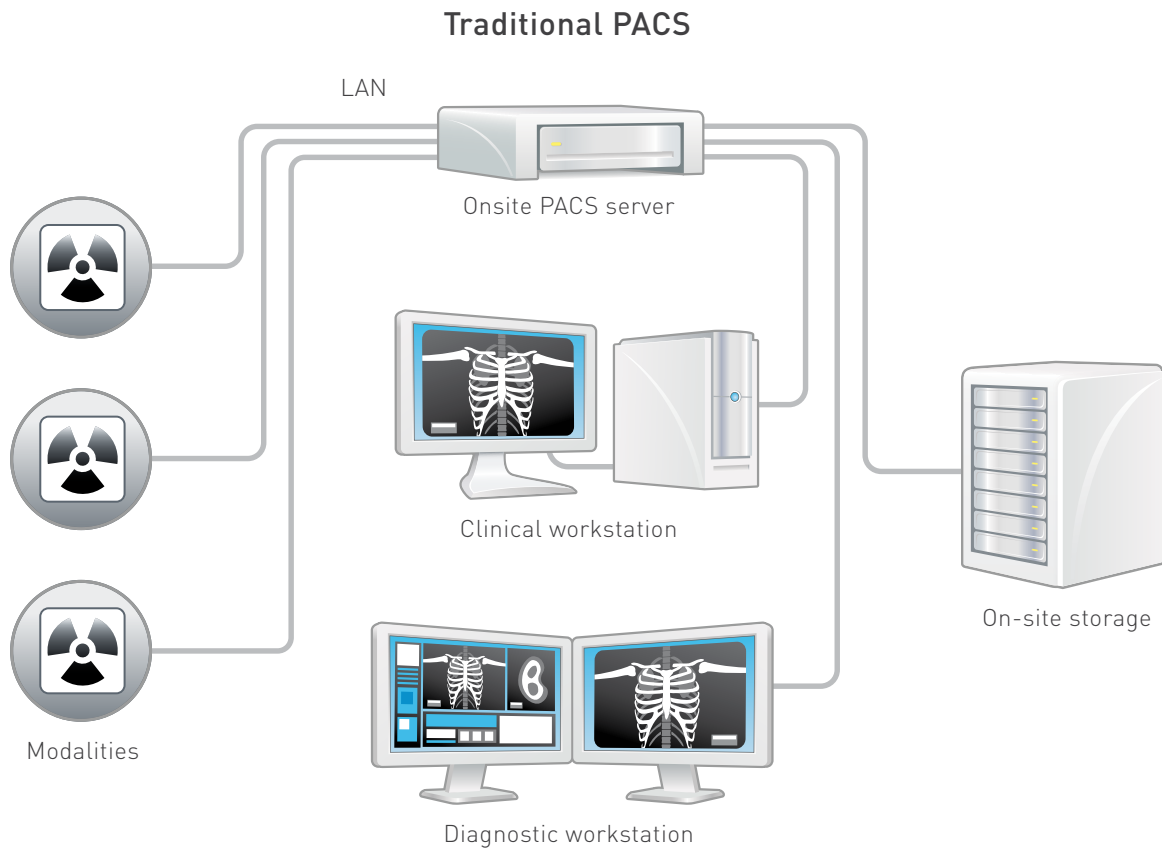 Traditional PACS
LAN
Onsite PACS server
Clinical workstation
On-site storage
Modalities
Diagnostic workstation